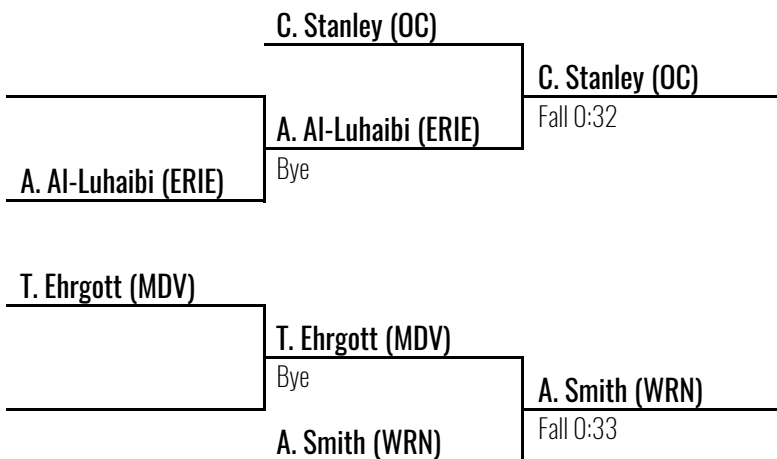 C. Stanley (OC)
C. Stanley (OC)
Fall 0:32
A. Al-Luhaibi (ERIE)
Bye
A. Al-Luhaibi (ERIE)
T. Ehrgott (MDV)
T. Ehrgott (MDV)
Bye
A. Smith (WRN)
Fall 0:33
A. Smith (WRN)